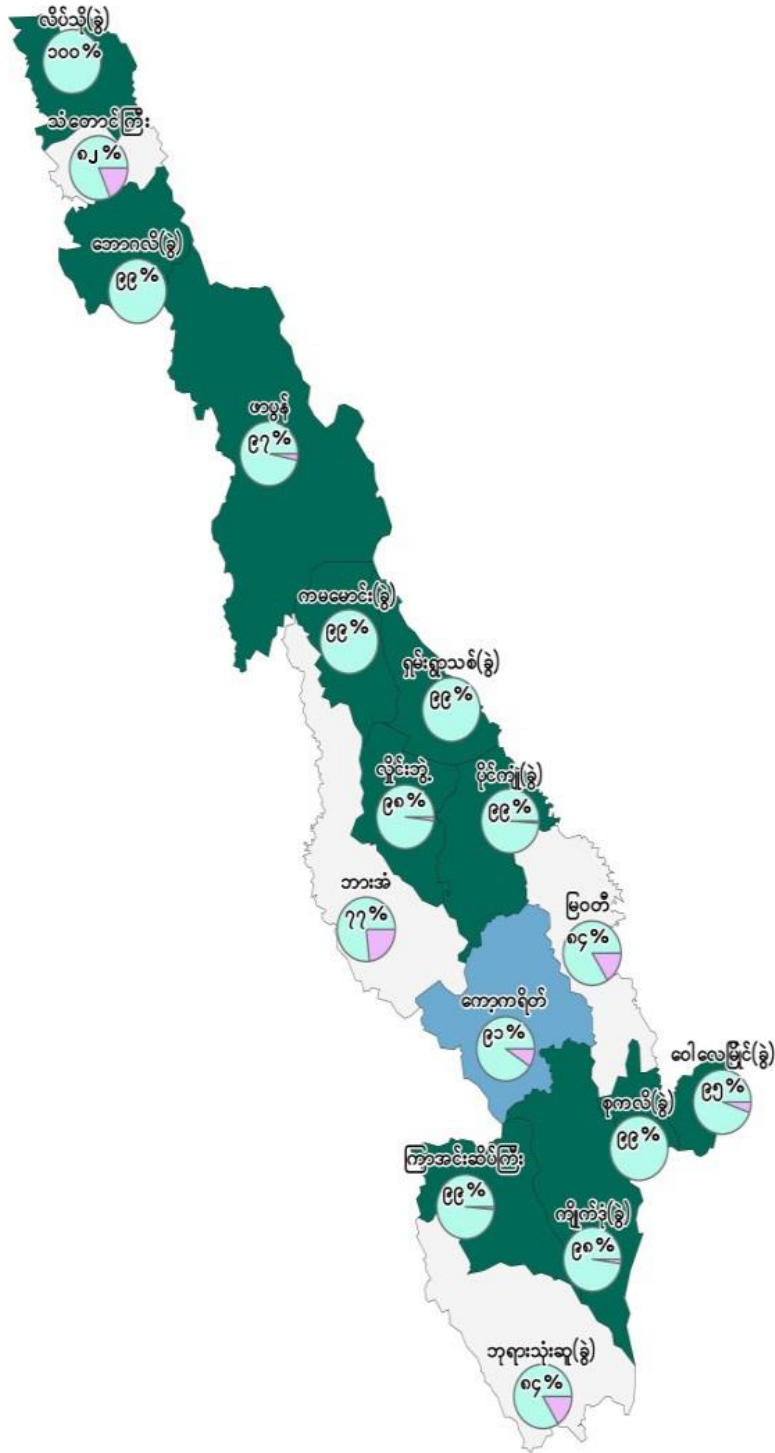 လိပ်သို(ခွဲ)
၁၀၀%
သံတောင်ကြီး
၈၂%
ဘောဂလိ(ခွဲ)
၉၉%
ဖာပွန်
၉၇%
ကမမောင်း(ခွဲ)
၉၉%
ရှမ်းရွာသစ်(ခွဲ)
၉၉%
လှိုင်းဘွဲ့
၉၈%
ပိုင်ကျုံ(ခွဲ)
၉၉%
ဘားအံ
၇၇%
မြဝတီ
၈၄%
ကော့ကရိတ်
၉၁%
ဝေါလေမြိုင်(ခွဲ)
၉၅%
စုကလိ(ခွဲ)
၉၉%
ကြာအင်းဆိပ်ကြီး
၉၉%
ကျိုက်ဒုံ(ခွဲ)
၉၈%
ဘုရားသုံးဆူ(ခွဲ)
၈၄%